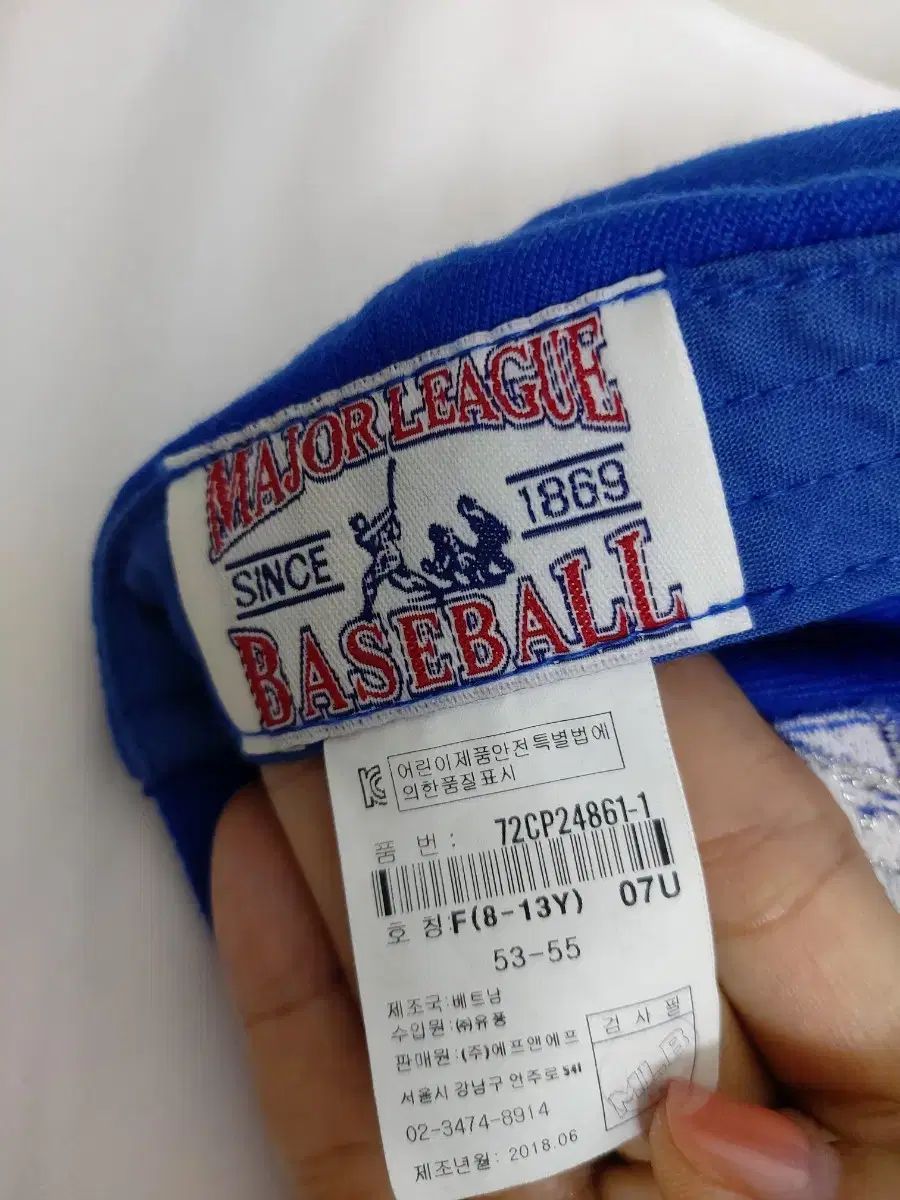 MAJOR LEAGUE
SINCE 1869
BASEBALL
어린이제품안전특별법에
의한품질표시
품 번 : 72CP24861-1
호 칭:F(8-13Y) 07U
53-55
제조국:베트남
수입원:㈜유풍
판매원:(주)에프앤에프
서울시 강남구 언주로 541
02-3474-8914
제조년월: 2018.06
검 사 필
MLB